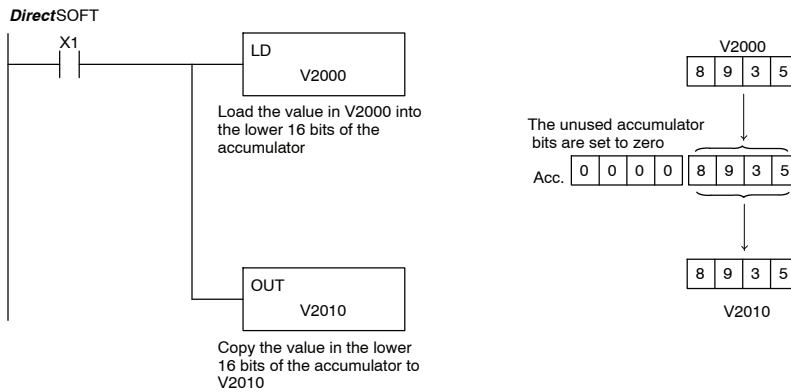 DirectSOFT
X1
LD
V2000
Load the value in V2000 into
the lower 16 bits of the
accumulator
OUT
V2010
Copy the value in the lower
16 bits of the accumulator to
V2010
V2000
8 9 3 5
The unused accumulator
bits are set to zero
Acc. 0 0 0 0 8 9 3 5
8 9 3 5
V2010